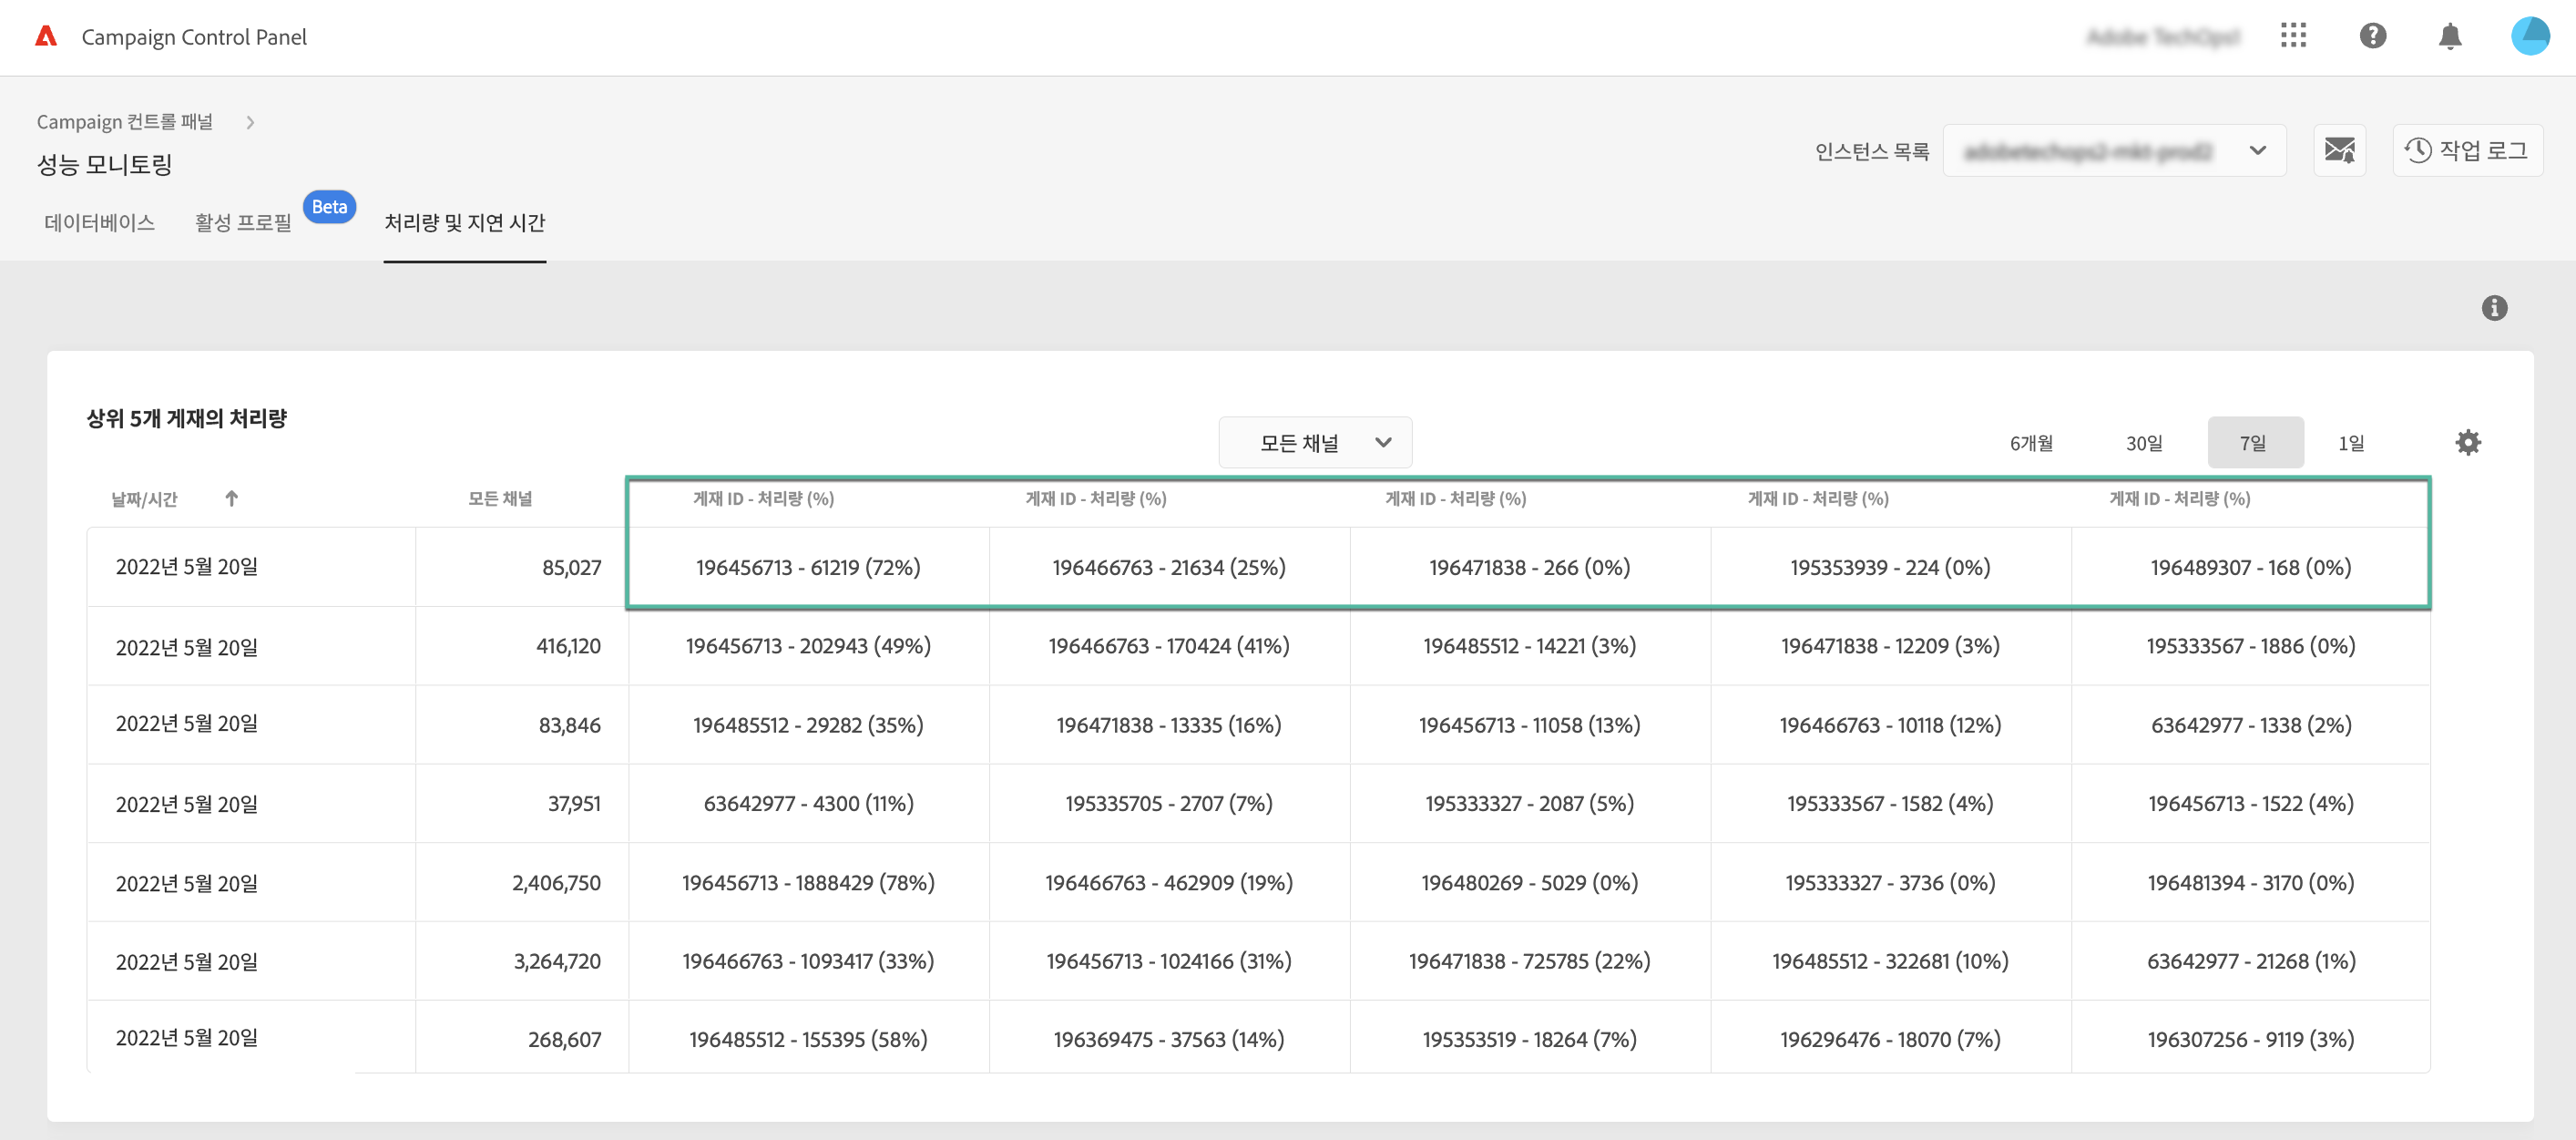 Campaign Control Panel
Campaign 컨트롤 패널
성능 모니토링
인스턴스 목록
작업 로그
데이터베이스 활성 프로필 Beta 처리량 및 지연 시간
상위 5개 게재의 처리량
모든 채널
6개월 30일 7일 1일
날짜/시간 모든 채널 게재 ID - 처리량 (%) 게재 ID - 처리량 (%) 게재 ID - 처리량 (%) 게재 ID - 처리량 (%) 게재 ID - 처리량 (%)
2022년 5월 20일 85,027 196456713 - 61219 (72%) 196466763 - 21634 (25%) 196471838 - 266 (0%) 195353939 - 224 (0%) 196489307 - 168 (0%)
2022년 5월 20일 416,120 196456713 - 202943 (49%) 196466763 - 170424 (41%) 196485512 - 14221 (3%) 196471838 - 12209 (3%) 195333567 - 1886 (0%)
2022년 5월 20일 83,846 196485512 - 29282 (35%) 196471838 - 13335 (16%) 196456713 - 11058 (13%) 196466763 - 10118 (12%) 63642977 - 1338 (2%)
2022년 5월 20일 37,951 63642977 - 4300 (11%) 195335705 - 2707 (7%) 195333327 - 2087 (5%) 195333567 - 1582 (4%) 196456713 - 1522 (4%)
2022년 5월 20일 2,406,750 196456713 - 1888429 (78%) 196466763 - 462909 (19%) 196480269 - 5029 (0%) 195333327 - 3736 (0%) 196481394 - 3170 (0%)
2022년 5월 20일 3,264,720 196466763 - 1093417 (33%) 196456713 - 1024166 (31%) 196471838 - 725785 (22%) 196485512 - 322681 (10%) 63642977 - 21268 (1%)
2022년 5월 20일 268,607 196485512 - 155395 (58%) 196369475 - 37563 (14%) 195353519 - 18264 (7%) 196296476 - 18070 (7%) 196307256 - 9119 (3%)